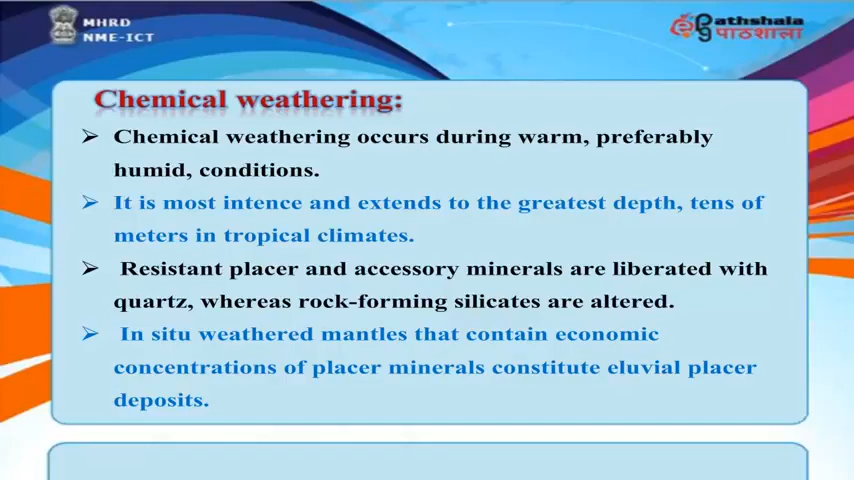 MHRD
NME-ICT
Pathshala
पाठशाला
Chemical weathering:
➢ Chemical weathering occurs during warm, preferably
humid, conditions.
➢ It is most intence and extends to the greatest depth, tens of
meters in tropical climates.
➢ Resistant placer and accessory minerals are liberated with
quartz, whereas rock-forming silicates are altered.
➢ In situ weathered mantles that contain economic
concentrations of placer minerals constitute eluvial placer
deposits.